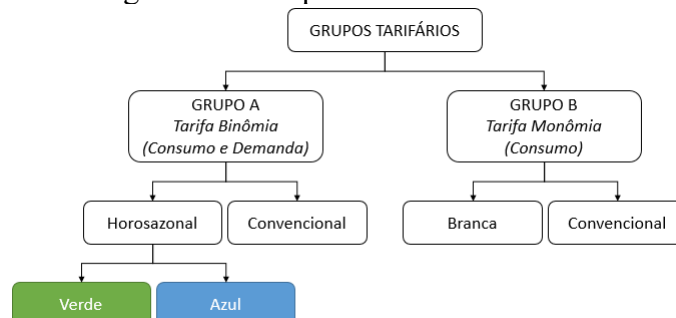 GRUPOS TARIFÁRIOS
GRUPO A
Tarifa Binômia
(Consumo e Demanda)
GRUPO B
Tarifa Monômia
(Consumo)
Horosazonal
Convencional
Branca
Convencional
Verde
Azul